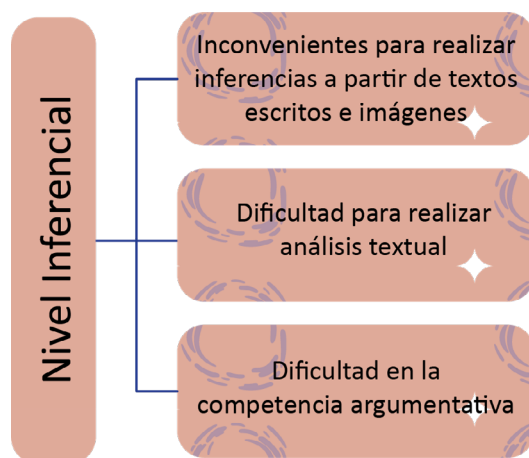 Nivel Inferencial
Inconvenientes para realizar
inferencias a partir de textos
escritos e imágenes
Dificultad para realizar
análisis textual
Dificultad en la
competencia argumentativa